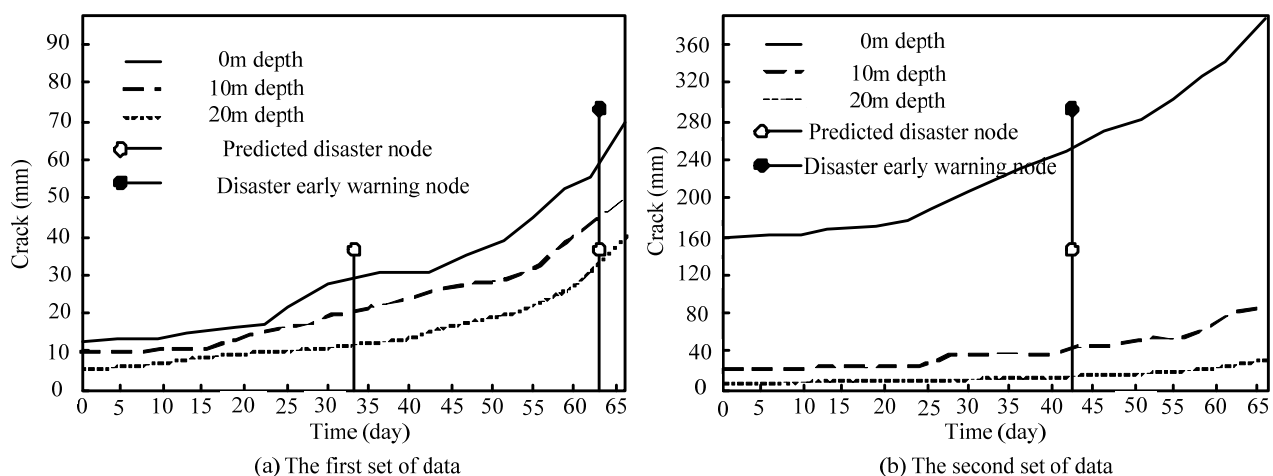 90
80
70
60
50
40
30
20
10
0
Crack (mm)
0m depth
10m depth
20m depth
Predicted disaster node
Disaster early warning node
0 5 10 15 20 25 30 35 40 45 50 55 60 65
Time (day)
(a) The first set of data
360
320
280
240
200
160
120
80
40
0
Crack (mm)
0m depth
10m depth
20m depth
Predicted disaster node
Disaster early warning node
0 5 10 15 20 25 30 35 40 45 50 55 60 65
Time (day)
(b) The second set of data